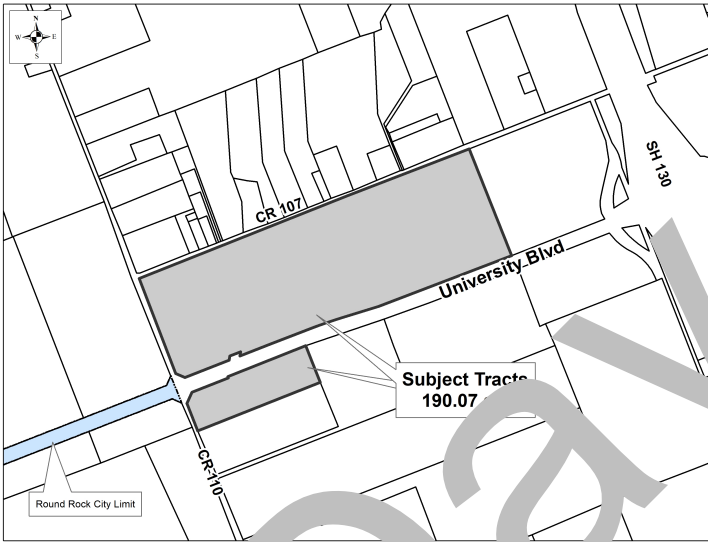 N
W E
S
CR 107
SH 130
University Blvd
Subject Tracts
190.07
CR 110
Round Rock City Limit